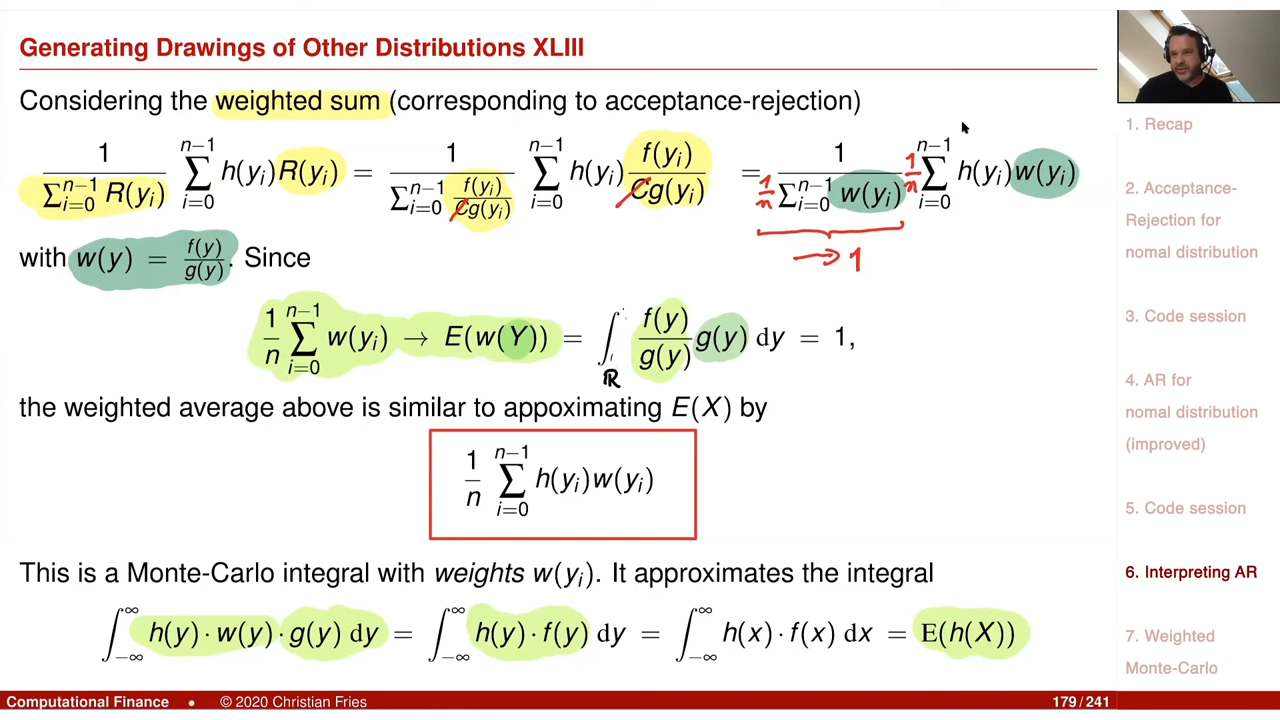 Generating Drawings of Other Distributions XLIII
Considering the weighted sum (corresponding to acceptance-rejection)
1/(∑_{i=0}^{n−1} R(y_i)) ∑_{i=0}^{n−1} h(y_i) R(y_i) = 1/(∑_{i=0}^{n−1} f(y_i)/(C g(y_i))) ∑_{i=0}^{n−1} h(y_i) f(y_i)/(C g(y_i)) = 1/(1/n ∑_{i=0}^{n−1} w(y_i)) 1/n ∑_{i=0}^{n−1} h(y_i) w(y_i)
→ 1
with w(y) = f(y)/g(y). Since
1/n ∑_{i=0}^{n−1} w(y_i) → E(w(Y)) = ∫_ℝ f(y)/g(y) g(y) dy = 1,
the weighted average above is similar to appoximating E(X) by
1/n ∑_{i=0}^{n−1} h(y_i) w(y_i)
This is a Monte-Carlo integral with weights w(y_i). It approximates the integral
∫_{−∞}^{∞} h(y) · w(y) · g(y) dy = ∫_{−∞}^{∞} h(y) · f(y) dy = ∫_{−∞}^{∞} h(x) · f(x) dx = E(h(X))
1. Recap
2. Acceptance-
Rejection for
nomal distribution
3. Code session
4. AR for
nomal distribution
(improved)
5. Code session
6. Interpreting AR
7. Weighted
Monte-Carlo
Computational Finance • © 2020 Christian Fries 179/241